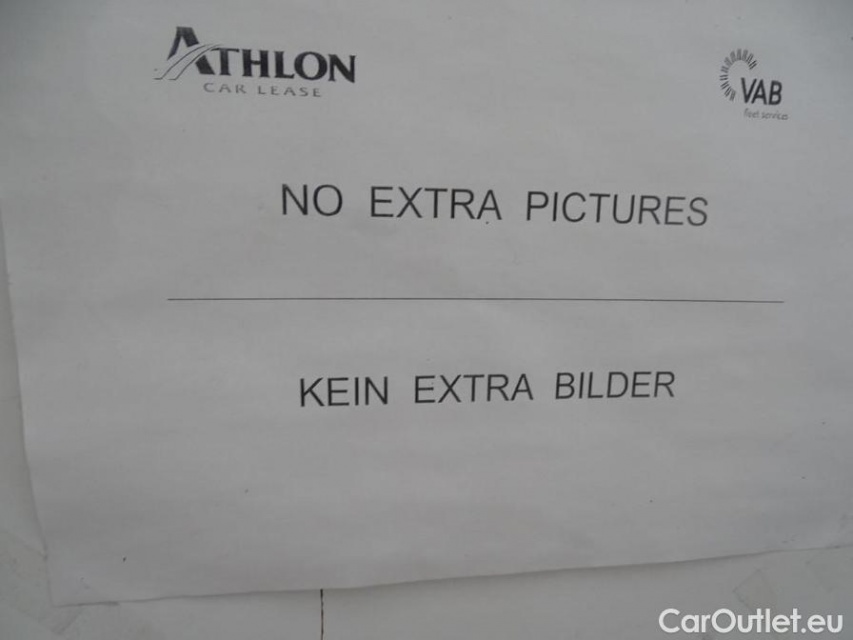 ATHLON
CAR LEASE
VAB
fleet services
NO EXTRA PICTURES
KEIN EXTRA BILDER
CarOutlet.eu